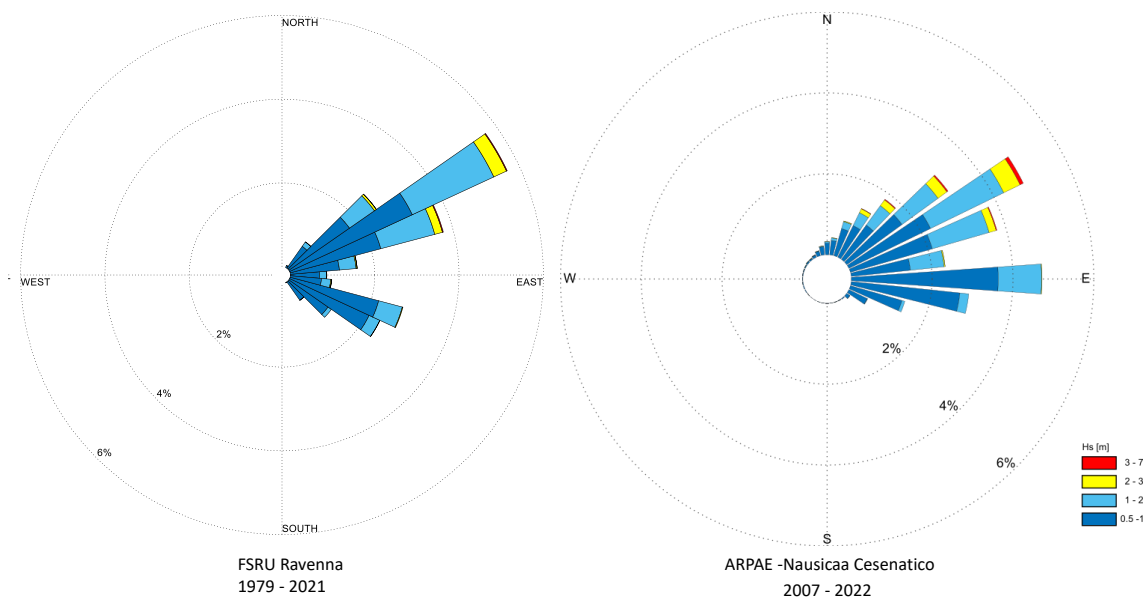 NORTH
WEST
EAST
2%
4%
6%
SOUTH
FSRU Ravenna
1979 - 2021
N
W
E
2%
4%
6%
S
ARPAE -Nausicaa Cesenatico
2007 - 2022
Hs [m]
3 - 7
2 - 3
1 - 2
0.5 -1